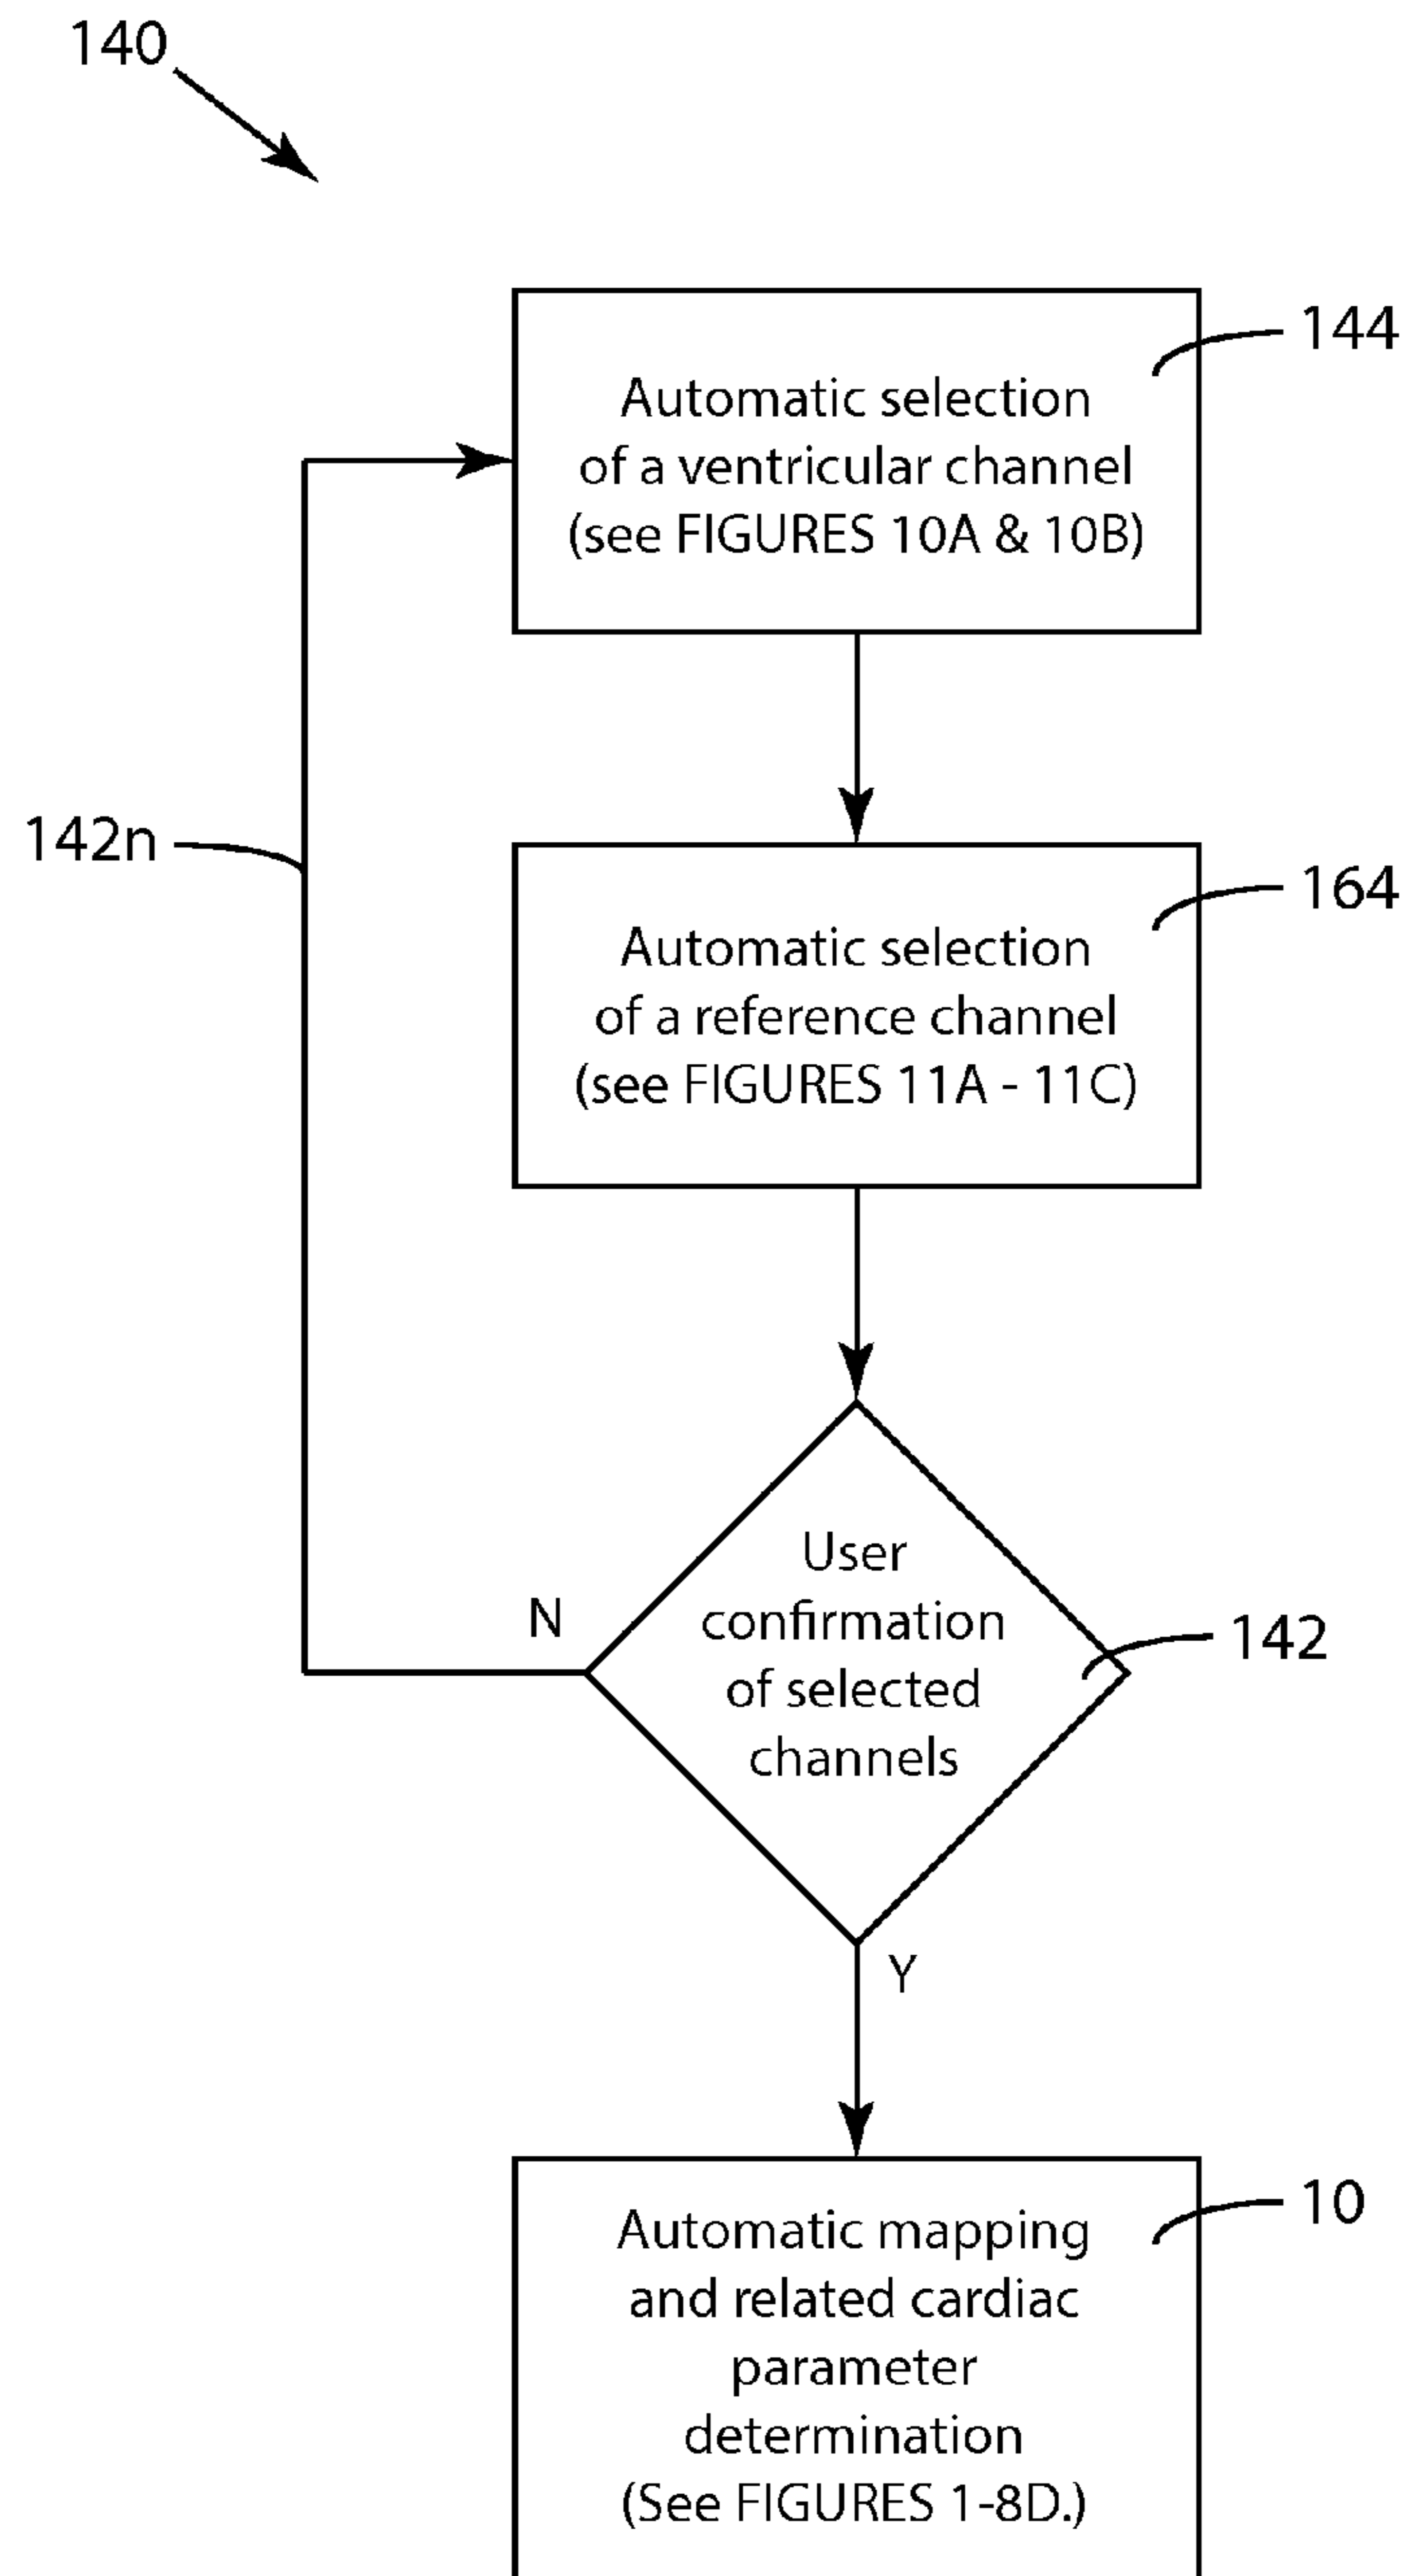 140
144
Automatic selection
of a ventricular channel
(see FIGURES 10A & 10B)
142n
164
Automatic selection
of a reference channel
(see FIGURES 11A - 11C)
N
User
confirmation
of selected
channels
142
Y
10
Automatic mapping
and related cardiac
parameter
determination
(See FIGURES 1-8D.)